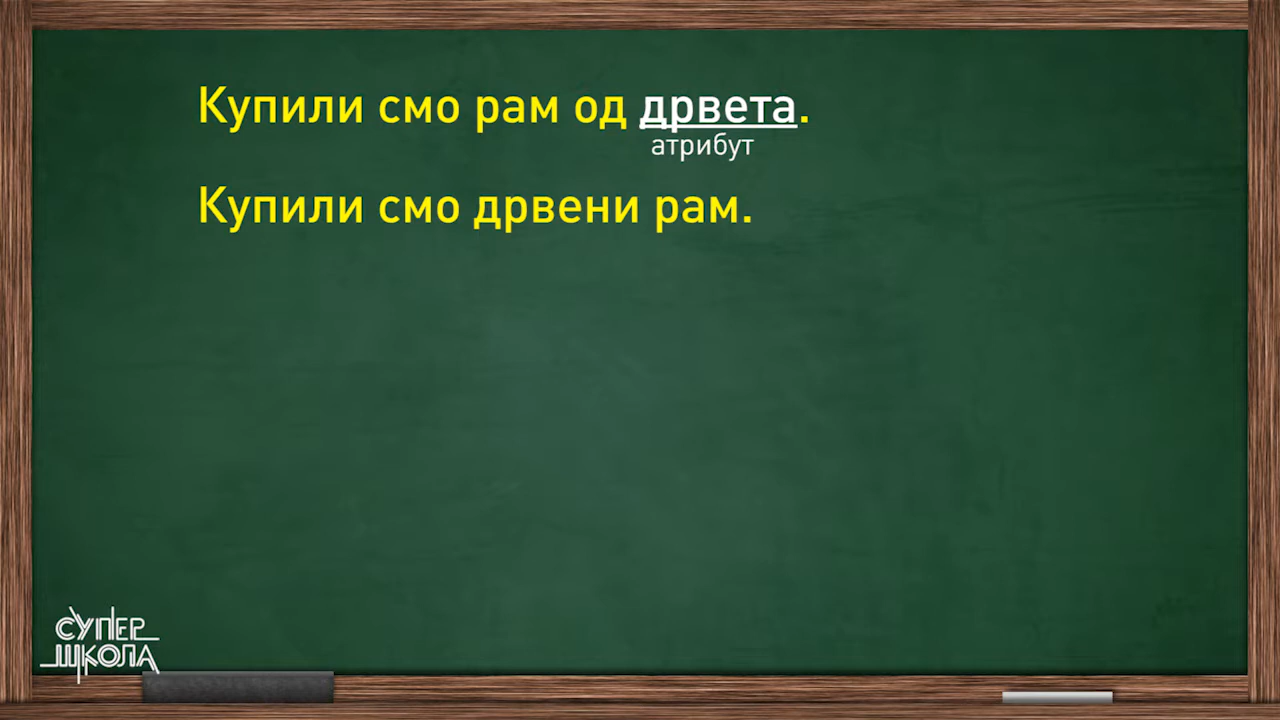 Купили смо рам од дрвета.
атрибут
Купили смо дрвени рам.
СУПЕР
ШКОЛА